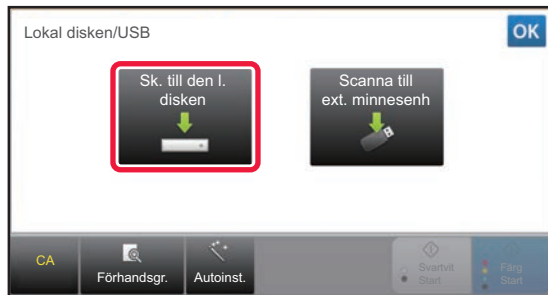 Lokal disken/USB
OK
Sk. till den l.
disken
Scanna till
ext. minnesenh
CA
Förhandsgr.
Autoinst.
Svartvit
Start
Färg
Start